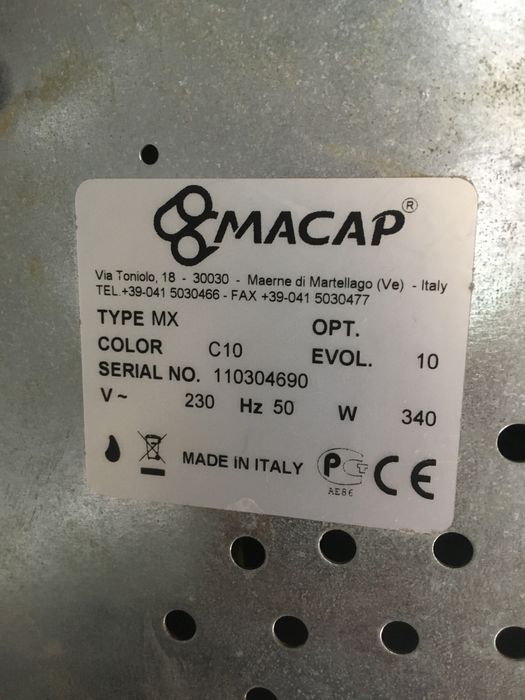 MACAP ®
Via Toniolo, 18 - 30030 - Maerne di Martellago (Ve) - Italy
TEL.+39-041 5030466 - FAX +39-041 5030477
TYPE MX OPT.
COLOR C10 EVOL. 10
SERIAL NO. 110304690
V~ 230 Hz 50 W 340
MADE IN ITALY PCT CE
AE86